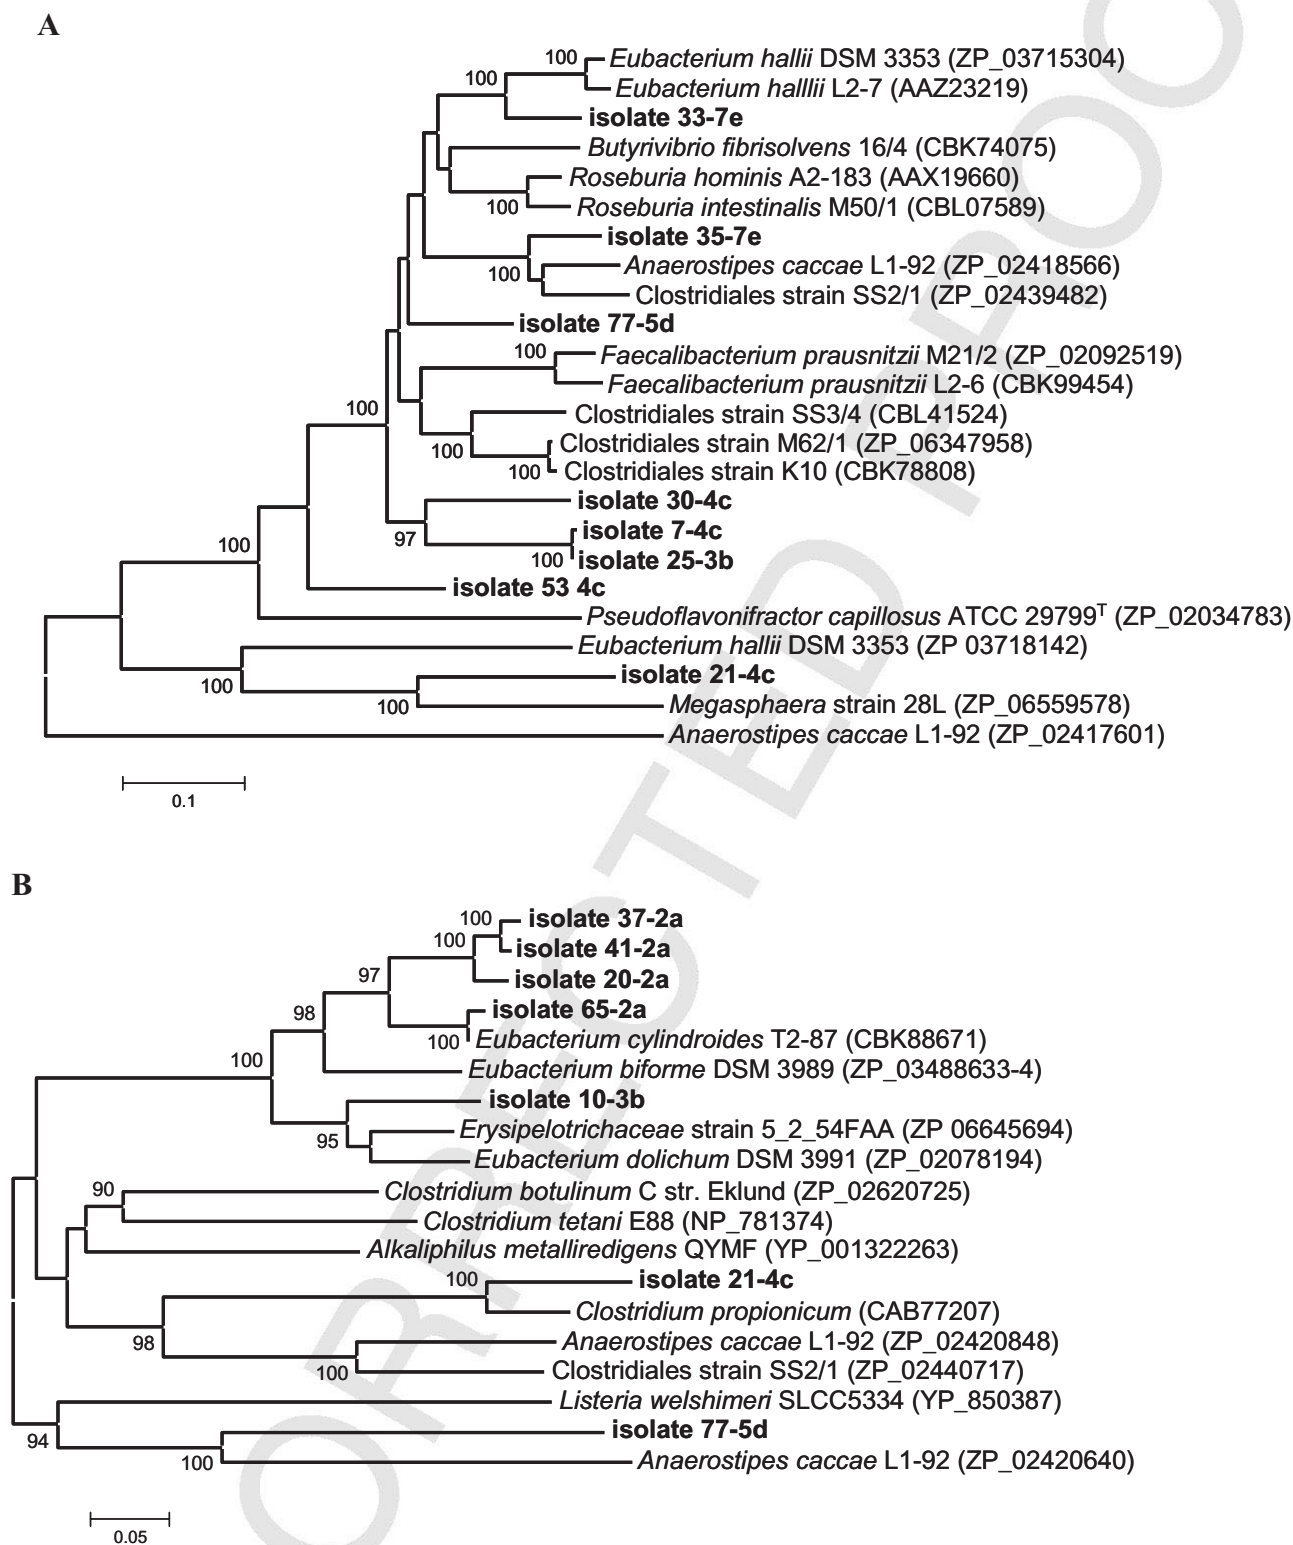 A
100 Eubacterium hallii DSM 3353 (ZP_03715304)
100 Eubacterium halllii L2-7 (AAZ23219)
isolate 33-7e
Butyrivibrio fibrisolvens 16/4 (CBK74075)
Roseburia hominis A2-183 (AAX19660)
100 Roseburia intestinalis M50/1 (CBL07589)
isolate 35-7e
100 Anaerostipes caccae L1-92 (ZP_02418566)
Clostridiales strain SS2/1 (ZP_02439482)
isolate 77-5d
100 Faecalibacterium prausnitzii M21/2 (ZP_02092519)
Faecalibacterium prausnitzii L2-6 (CBK99454)
100 Clostridiales strain SS3/4 (CBL41524)
100 Clostridiales strain M62/1 (ZP_06347958)
100 Clostridiales strain K10 (CBK78808)
isolate 30-4c
97 isolate 7-4c
100 100 isolate 25-3b
isolate 53 4c
Pseudoflavonifractor capillosus ATCC 29799T (ZP_02034783)
Eubacterium hallii DSM 3353 (ZP 03718142)
100 isolate 21-4c
100 Megasphaera strain 28L (ZP_06559578)
Anaerostipes caccae L1-92 (ZP_02417601)
0.1
B
100 isolate 37-2a
100 isolate 41-2a
97 isolate 20-2a
98 isolate 65-2a
100 Eubacterium cylindroides T2-87 (CBK88671)
100 Eubacterium biforme DSM 3989 (ZP_03488633-4)
isolate 10-3b
95 Erysipelotrichaceae strain 5_2_54FAA (ZP 06645694)
Eubacterium dolichum DSM 3991 (ZP_02078194)
90 Clostridium botulinum C str. Eklund (ZP_02620725)
Clostridium tetani E88 (NP_781374)
Alkaliphilus metalliredigens QYMF (YP_001322263)
100 isolate 21-4c
Clostridium propionicum (CAB77207)
98 Anaerostipes caccae L1-92 (ZP_02420848)
100 Clostridiales strain SS2/1 (ZP_02440717)
Listeria welshimeri SLCC5334 (YP_850387)
94 isolate 77-5d
100 Anaerostipes caccae L1-92 (ZP_02420640)
0.05
ORRECTED PROO